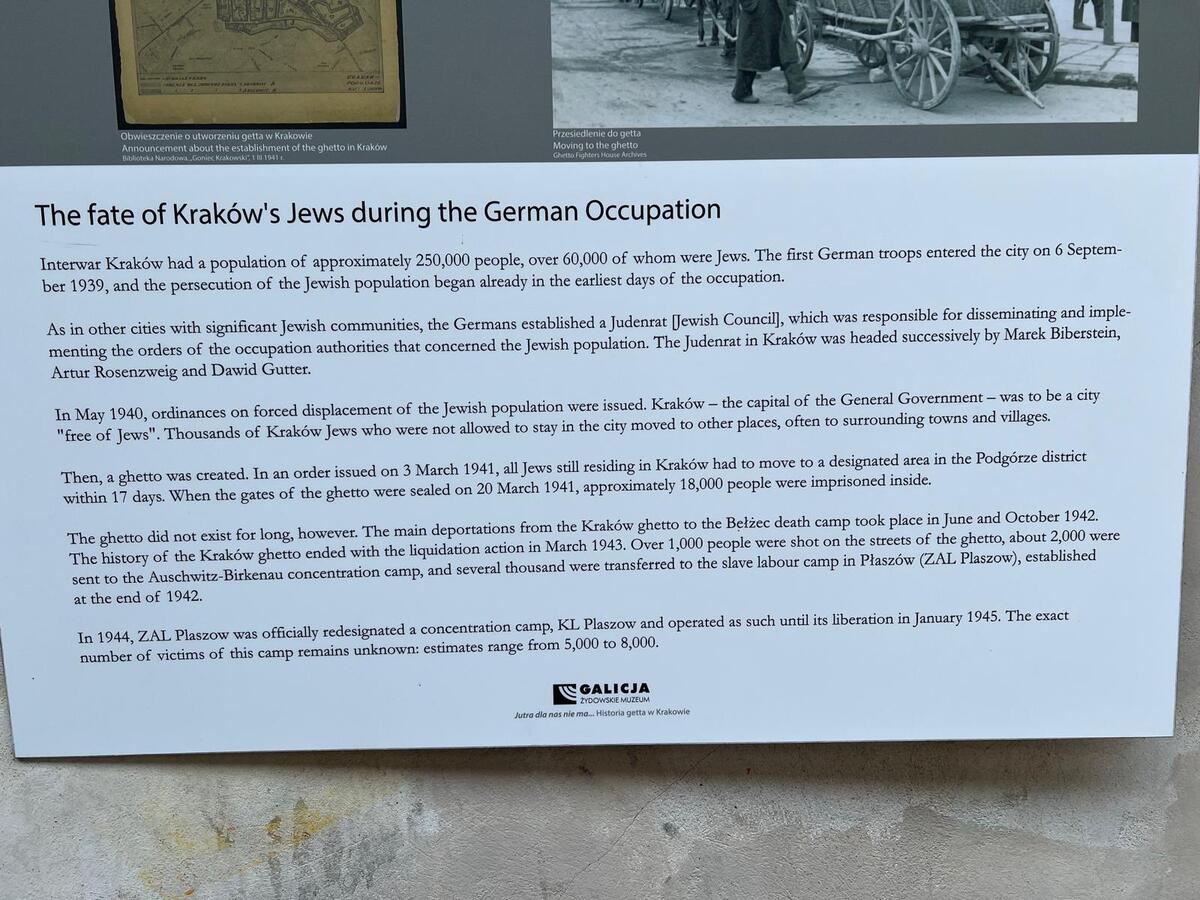 Obwieszczenie o utworzeniu getta w Krakowie
Announcement about the establishment of the ghetto in Kraków
Biblioteka Narodowa, „Goniec Krakowski”, 1 III 1941 r.
Przesiedlenie do getta
Moving to the ghetto
Ghetto Fighters House Archives
The fate of Kraków's Jews during the German Occupation
Interwar Kraków had a population of approximately 250,000 people, over 60,000 of whom were Jews. The first German troops entered the city on 6 Septem-
ber 1939, and the persecution of the Jewish population began already in the earliest days of the occupation.
As in other cities with significant Jewish communities, the Germans established a Judenrat [Jewish Council], which was responsible for disseminating and imple-
menting the orders of the occupation authorities that concerned the Jewish population. The Judenrat in Kraków was headed successively by Marek Biberstein,
Artur Rosenzweig and Dawid Gutter.
In May 1940, ordinances on forced displacement of the Jewish population were issued. Kraków – the capital of the General Government – was to be a city
"free of Jews". Thousands of Kraków Jews who were not allowed to stay in the city moved to other places, often to surrounding towns and villages.
Then, a ghetto was created. In an order issued on 3 March 1941, all Jews still residing in Kraków had to move to a designated area in the Podgórze district
within 17 days. When the gates of the ghetto were sealed on 20 March 1941, approximately 18,000 people were imprisoned inside.
The ghetto did not exist for long, however. The main deportations from the Kraków ghetto to the Bełżec death camp took place in June and October 1942.
The history of the Kraków ghetto ended with the liquidation action in March 1943. Over 1,000 people were shot on the streets of the ghetto, about 2,000 were
sent to the Auschwitz-Birkenau concentration camp, and several thousand were transferred to the slave labour camp in Płaszów (ZAL Plaszow), established
at the end of 1942.
In 1944, ZAL Plaszow was officially redesignated a concentration camp, KL Plaszow and operated as such until its liberation in January 1945. The exact
number of victims of this camp remains unknown: estimates range from 5,000 to 8,000.
GALICJA
ŻYDOWSKIE MUZEUM
Jutra dla nas nie ma... Historia getta w Krakowie